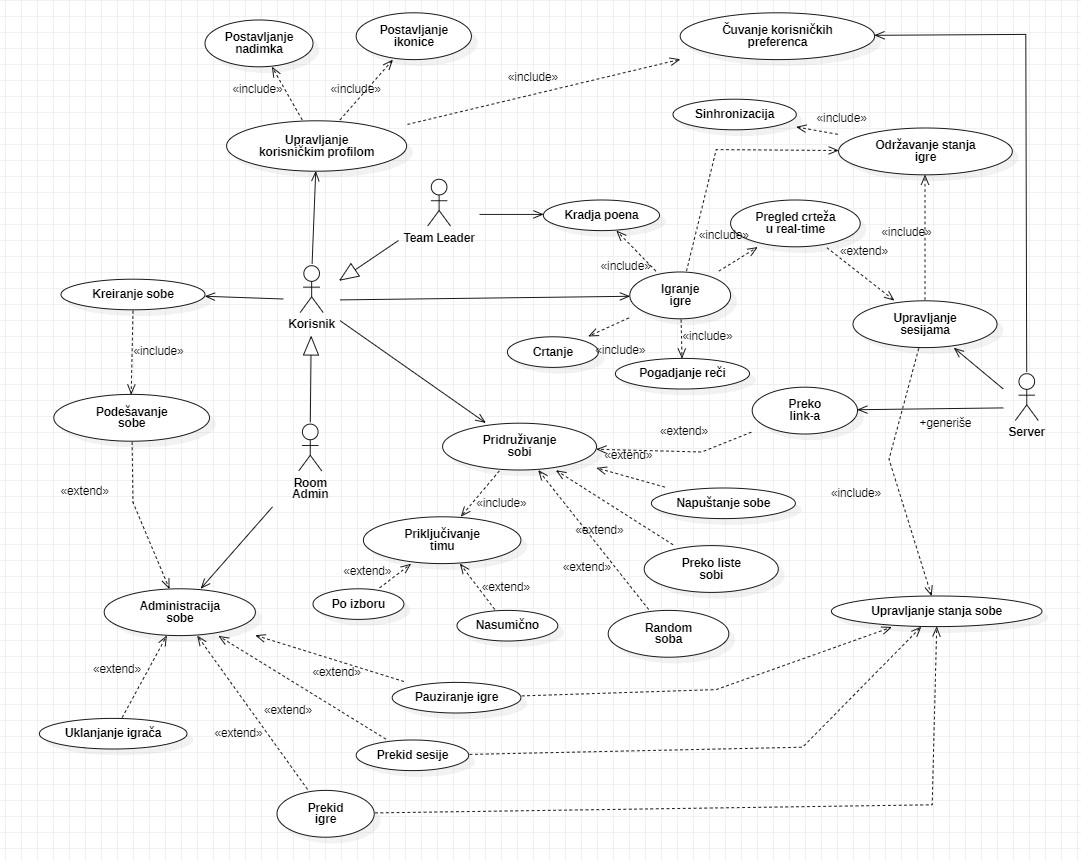 Postavljanje
nadimka
Postavljanje
ikonice
Čuvanje korisničkih
preferenca
«include»
«include»
«include»
Sinhronizacija
«include»
Upravljanje
korisničkim profilom
Održavanje stanja
igre
Team Leader
Kradja poena
Pregled crteža
u real-time
«include»
«include»
«extend»
«include»
Kreiranje sobe
Korisnik
Igranje
igre
Upravljanje
sesijama
«include»
Crtanje
«include»
«include»
Pogadjanje reči
Podešavanje
sobe
Preko
link-a
+generiše
Server
Room
Admin
Pridruživanje
sobi
«extend»
«extend»
«extend»
«include»
«include»
Napuštanje sobe
Priključivanje
timu
«extend»
Preko liste
sobi
«extend»
«extend»
«extend»
Po izboru
Nasumično
Administracija
sobe
Random
soba
Upravljanje stanja sobe
«extend»
«extend»
Pauziranje igre
«extend»
«extend»
Uklanjanje igrača
Prekid sesije
Prekid
igre